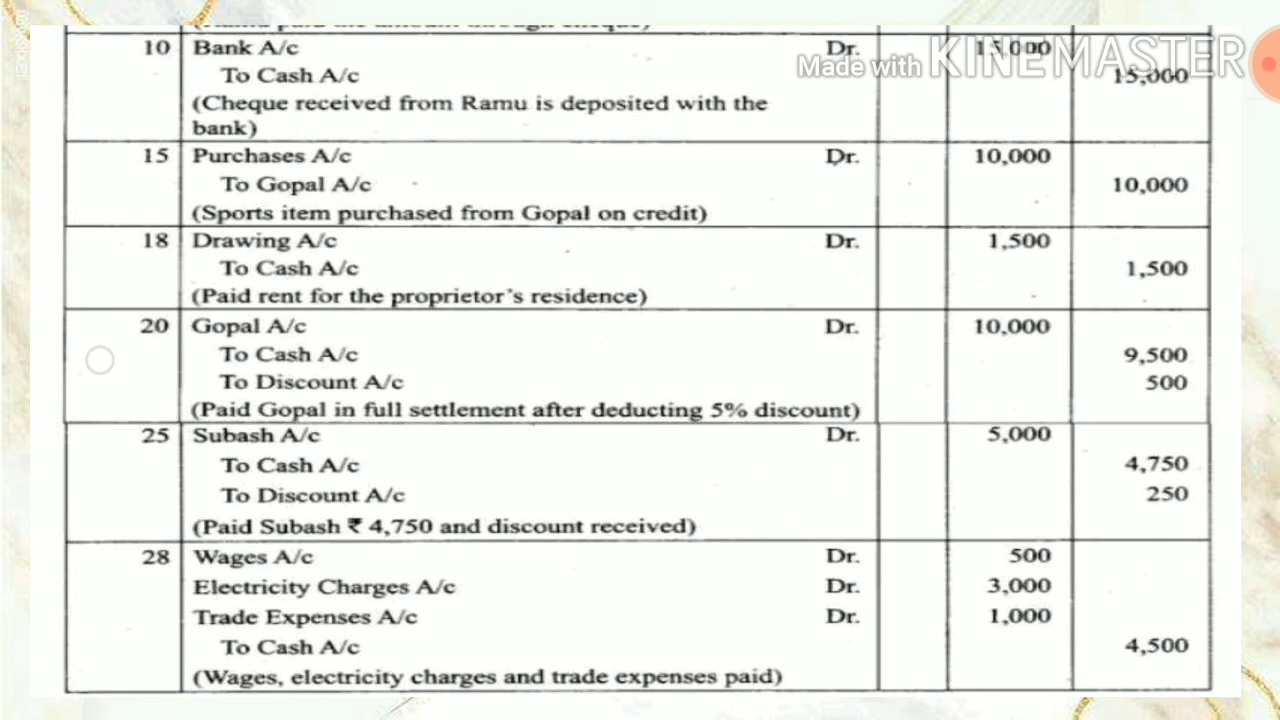 10 Bank A/c Dr. 15,000
To Cash A/c 15,000
(Cheque received from Ramu is deposited with the
bank)
15 Purchases A/c Dr. 10,000
To Gopal A/c 10,000
(Sports item purchased from Gopal on credit)
18 Drawing A/c Dr. 1,500
To Cash A/c 1,500
(Paid rent for the proprietor's residence)
20 Gopal A/c Dr. 10,000
To Cash A/c 9,500
To Discount A/c 500
(Paid Gopal in full settlement after deducting 5% discount)
25 Subash A/c Dr. 5,000
To Cash A/c 4,750
To Discount A/c 250
(Paid Subash ₹ 4,750 and discount received)
28 Wages A/c Dr. 500
Electricity Charges A/c Dr. 3,000
Trade Expenses A/c Dr. 1,000
To Cash A/c 4,500
(Wages, electricity charges and trade expenses paid)
Made with KINEMASTER